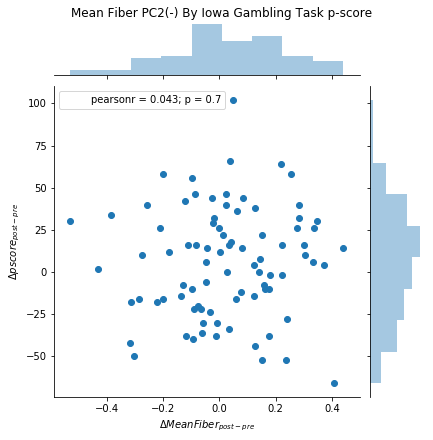 Mean Fiber PC2(-) By Iowa Gambling Task p-score
pearsonr = 0.043; p = 0.7
100
75
50
25
0
−25
−50
Δpscore_post−pre
−0.4 −0.2 0.0 0.2 0.4
ΔMeanFiber_post−pre